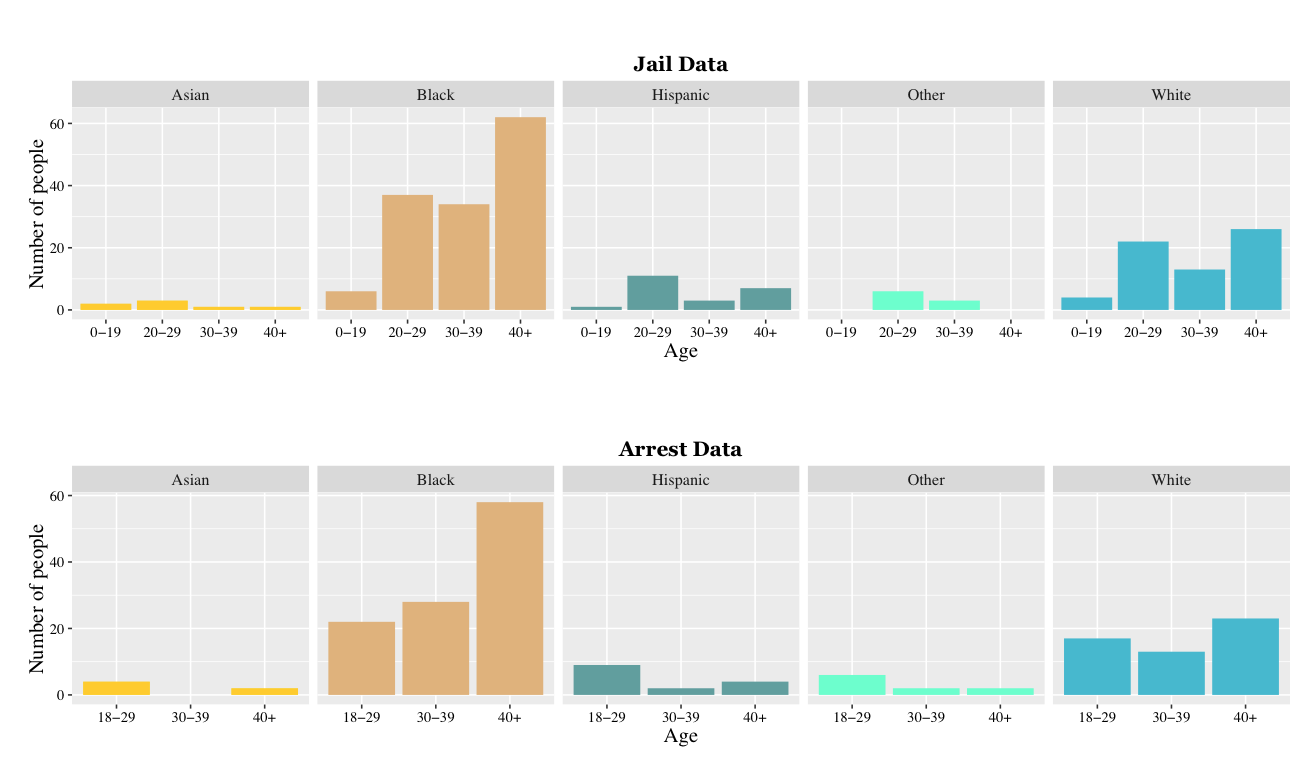 Jail Data
Asian Black Hispanic Other White
Number of people
60
40
20
0
0−19 20−29 30−39 40+ 0−19 20−29 30−39 40+ 0−19 20−29 30−39 40+ 0−19 20−29 30−39 40+ 0−19 20−29 30−39 40+
Age
Arrest Data
Asian Black Hispanic Other White
Number of people
60
40
20
0
18−29 30−39 40+ 18−29 30−39 40+ 18−29 30−39 40+ 18−29 30−39 40+ 18−29 30−39 40+
Age